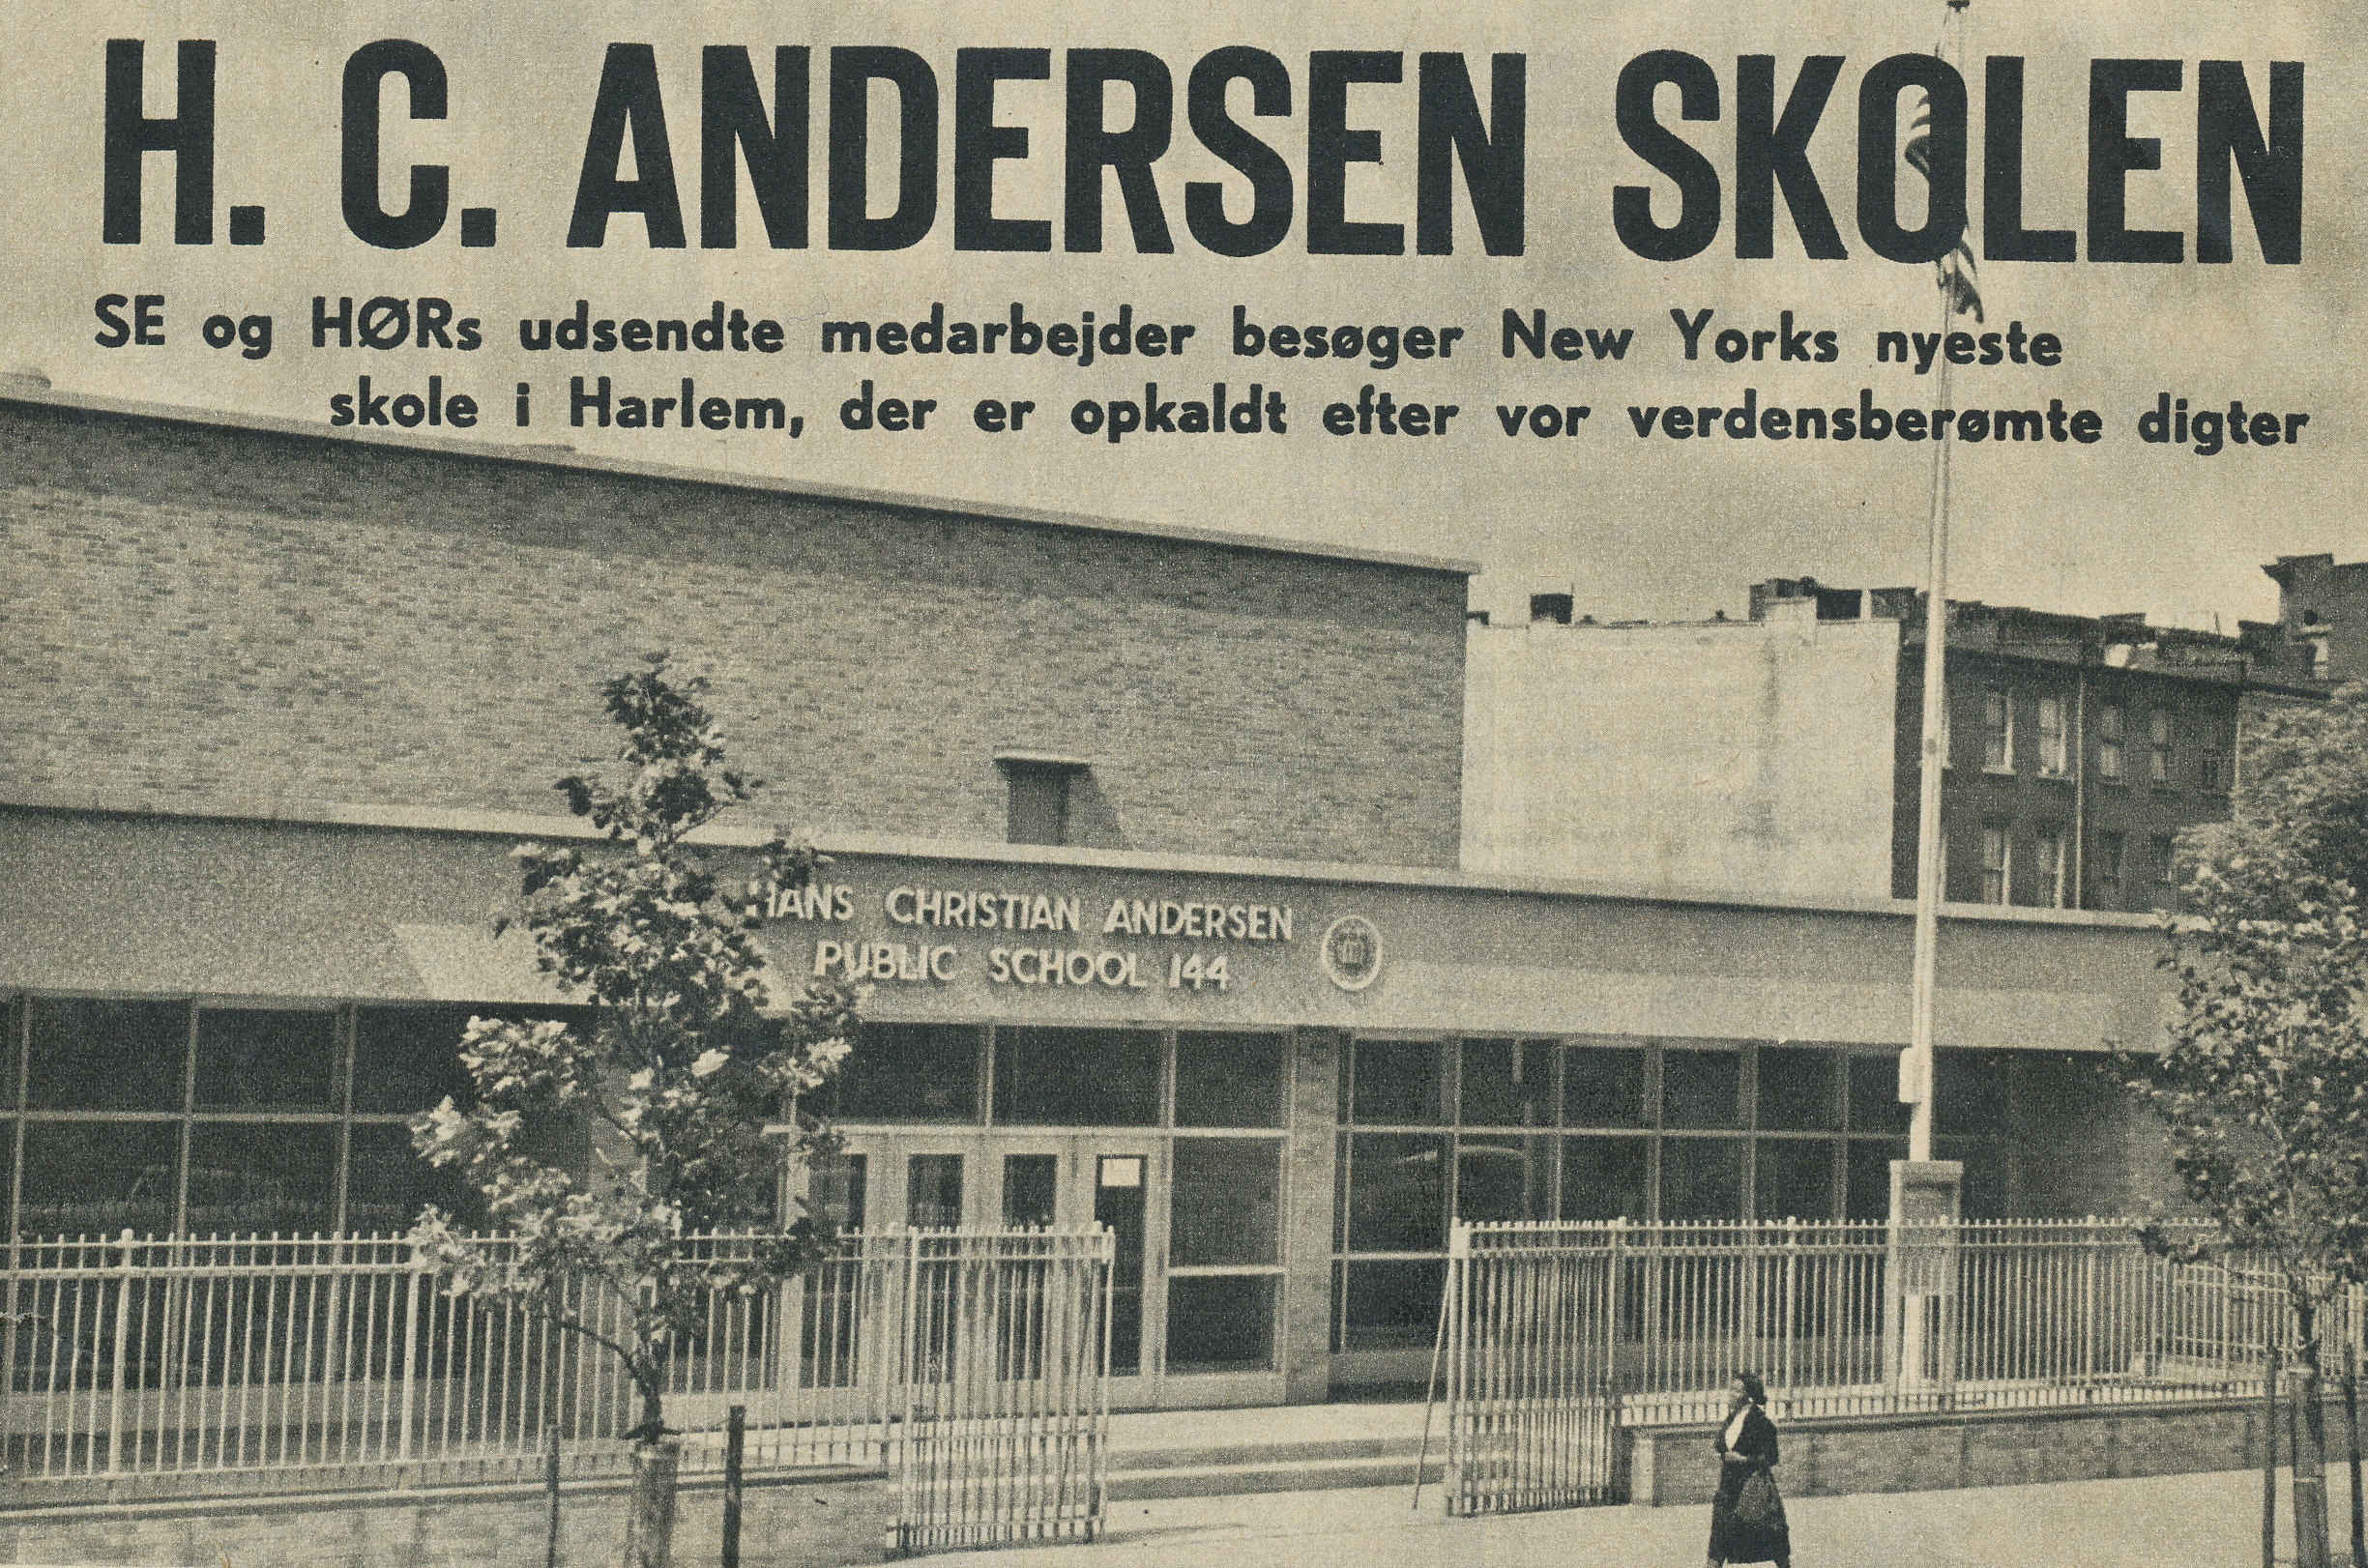 H. C. ANDERSEN SKOLEN
SE og HØRs udsendte medarbejder besøger New Yorks nyeste
skole i Harlem, der er opkaldt efter vor verdensberømte digter
HANS CHRISTIAN ANDERSEN
PUBLIC SCHOOL 144